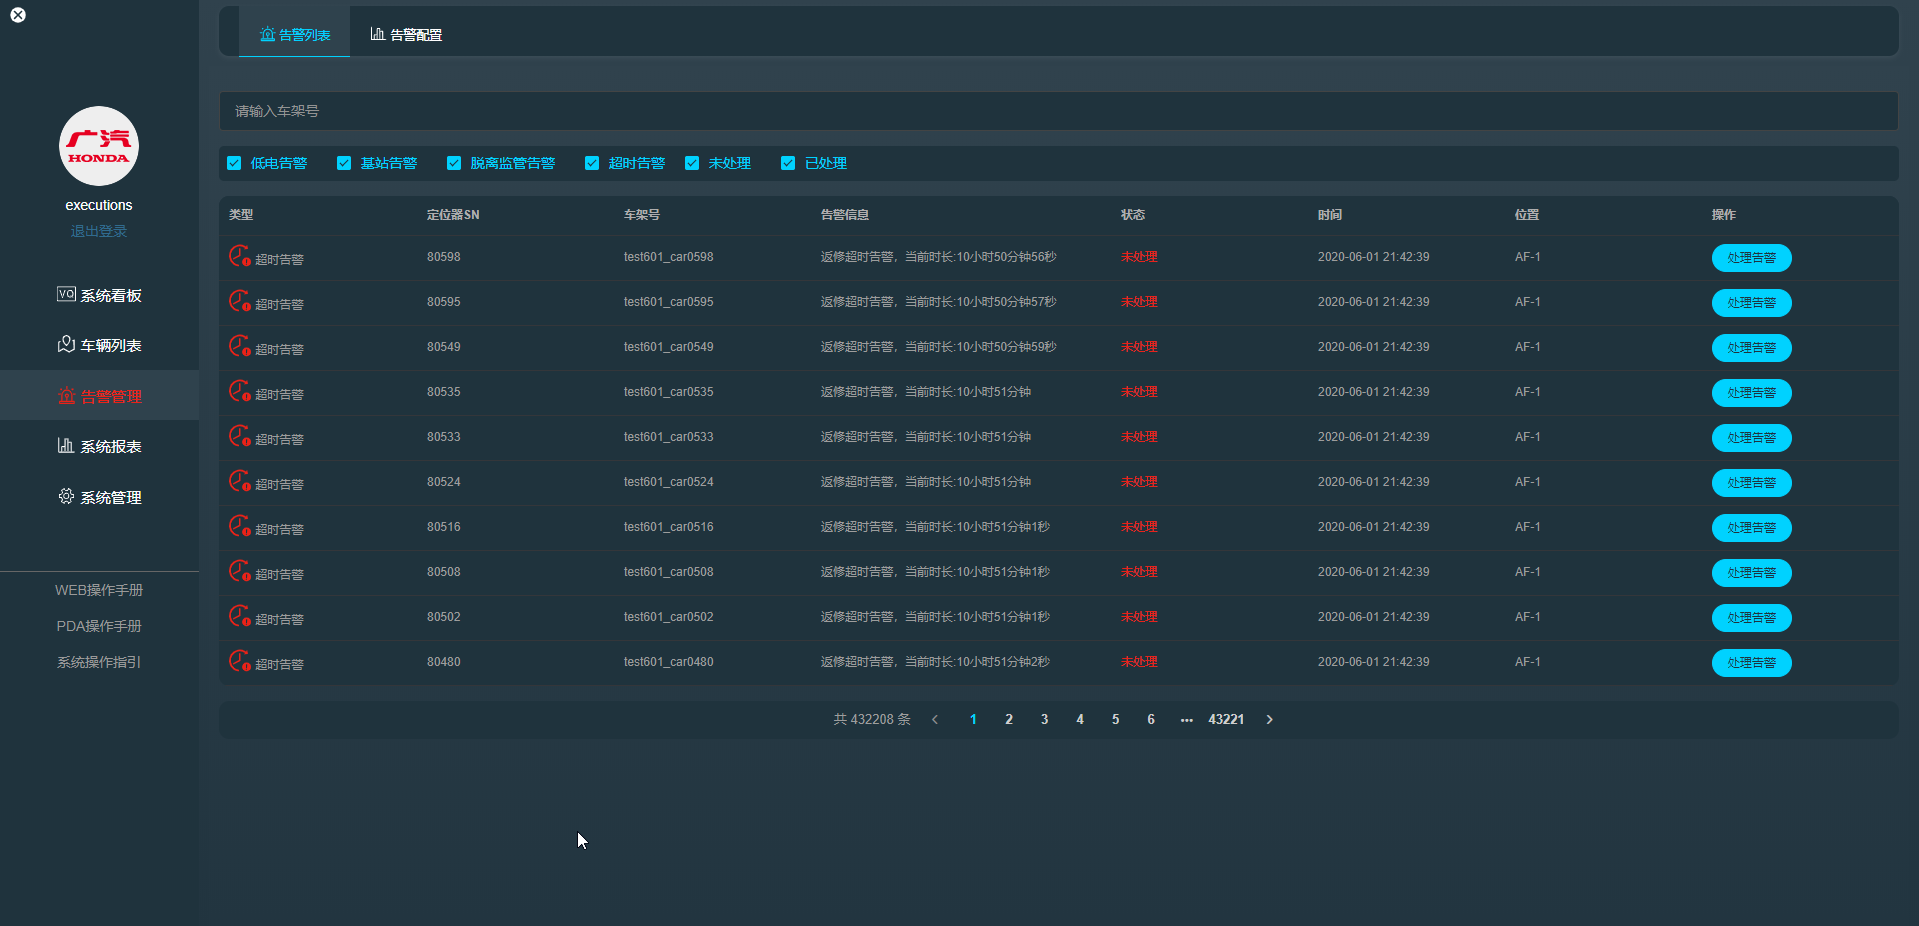 告警列表 告警配置
请输入车架号
低电告警 基站告警 脱离监管告警 超时告警 未处理 已处理
广汽
HONDA
executions
退出登录
VQ 系统看板
车辆列表
告警管理
系统报表
系统管理
WEB操作手册
PDA操作手册
系统操作指引
类型 定位器SN 车架号 告警信息 状态 时间 位置 操作
超时告警 80598 test601_car0598 返修超时告警，当前时长:10小时50分钟56秒 未处理 2020-06-01 21:42:39 AF-1 处理告警
超时告警 80595 test601_car0595 返修超时告警，当前时长:10小时50分钟57秒 未处理 2020-06-01 21:42:39 AF-1 处理告警
超时告警 80549 test601_car0549 返修超时告警，当前时长:10小时50分钟59秒 未处理 2020-06-01 21:42:39 AF-1 处理告警
超时告警 80535 test601_car0535 返修超时告警，当前时长:10小时51分钟 未处理 2020-06-01 21:42:39 AF-1 处理告警
超时告警 80533 test601_car0533 返修超时告警，当前时长:10小时51分钟 未处理 2020-06-01 21:42:39 AF-1 处理告警
超时告警 80524 test601_car0524 返修超时告警，当前时长:10小时51分钟 未处理 2020-06-01 21:42:39 AF-1 处理告警
超时告警 80516 test601_car0516 返修超时告警，当前时长:10小时51分钟1秒 未处理 2020-06-01 21:42:39 AF-1 处理告警
超时告警 80508 test601_car0508 返修超时告警，当前时长:10小时51分钟1秒 未处理 2020-06-01 21:42:39 AF-1 处理告警
超时告警 80502 test601_car0502 返修超时告警，当前时长:10小时51分钟1秒 未处理 2020-06-01 21:42:39 AF-1 处理告警
超时告警 80480 test601_car0480 返修超时告警，当前时长:10小时51分钟2秒 未处理 2020-06-01 21:42:39 AF-1 处理告警
共 432208 条 1 2 3 4 5 6 ••• 43221